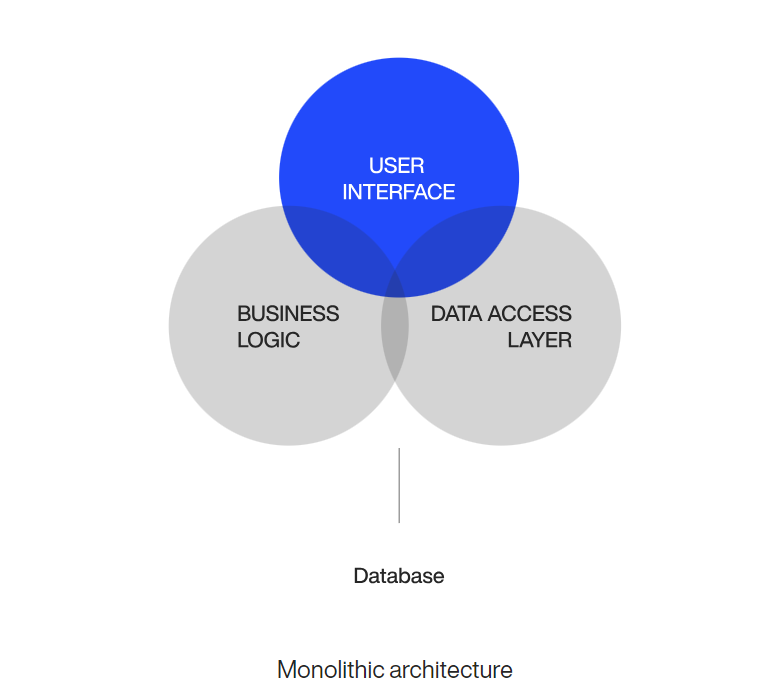 USER
INTERFACE
BUSINESS
LOGIC
DATA ACCESS
LAYER
Database
Monolithic architecture